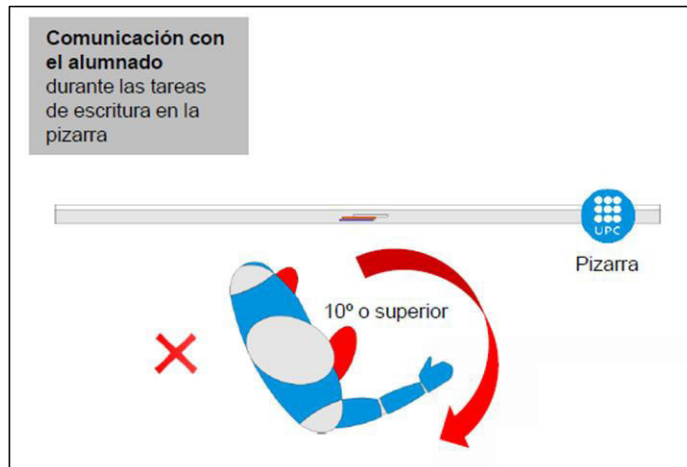 Comunicación con
el alumnado
durante las tareas
de escritura en la
pizarra
UPC
Pizarra
10º o superior